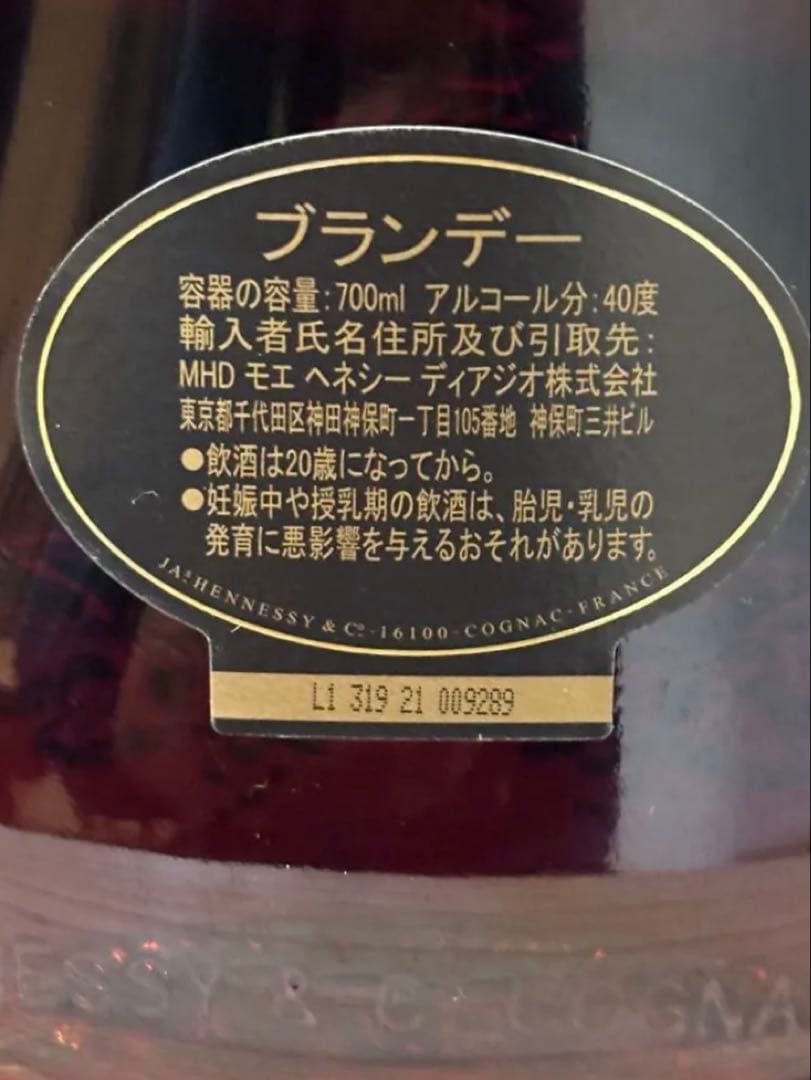 ブランデー
容器の容量:700ml アルコール分:40度
輸入者氏名住所及び引取先:
MHD モエ ヘネシー ディアジオ株式会社
東京都千代田区神田神保町一丁目105番地 神保町三井ビル
●飲酒は20歳になってから。
●妊娠中や授乳期の飲酒は、胎児・乳児の
発育に悪影響を与えるおそれがあります。
JAS HENNESSY & Cº - 16100 - COGNAC - FRANCE
L1 319 21 009289
ESSY & C
GNA